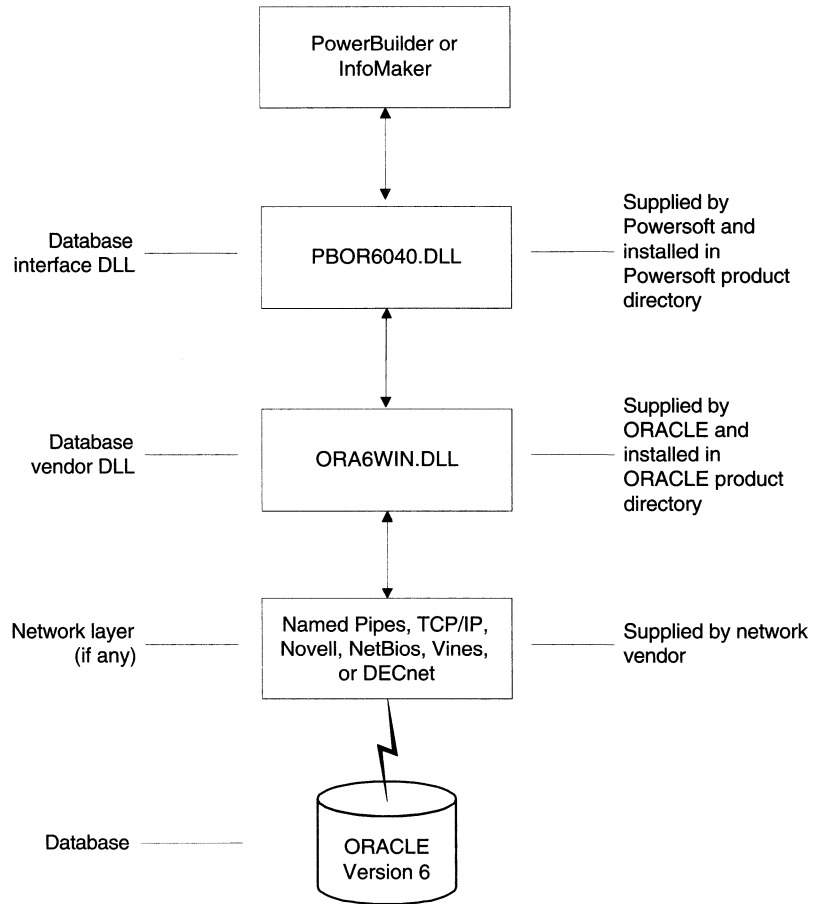 PowerBuilder or
InfoMaker
Database
interface DLL
PBOR6040.DLL
Supplied by
Powersoft and
installed in
Powersoft product
directory
Database
vendor DLL
ORA6WIN.DLL
Supplied by
ORACLE and
installed in
ORACLE product
directory
Network layer
(if any)
Named Pipes, TCP/IP,
Novell, NetBios, Vines,
or DECnet
Supplied by network
vendor
Database
ORACLE
Version 6